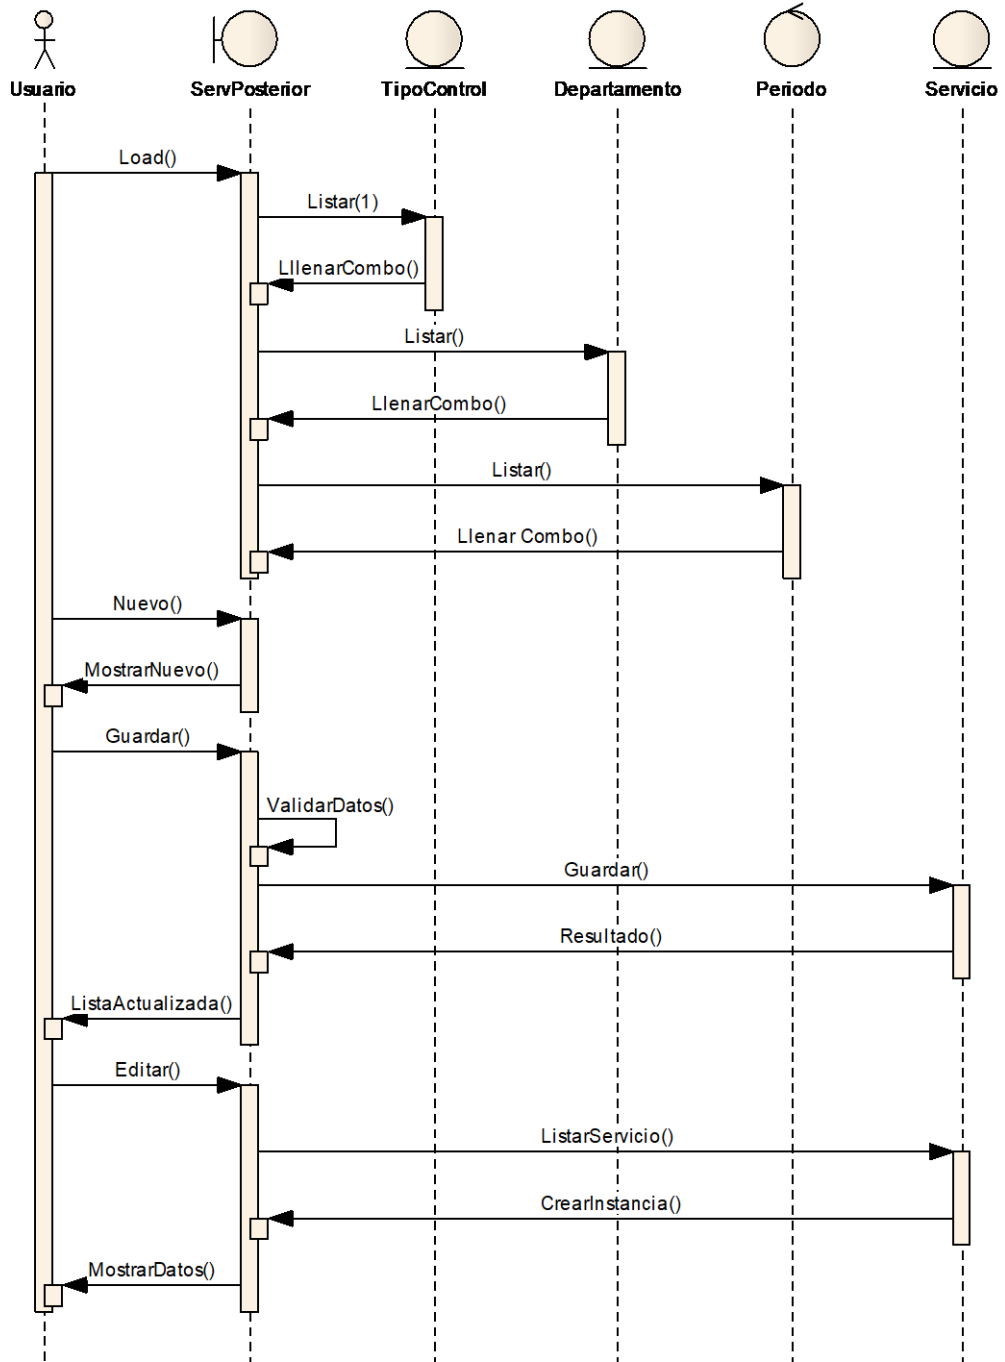 Usuario ServPosterior TipoControl Departamento Periodo Servicio
Load()
Listar(1)
LlllenarCombo()
Listar()
LlenarCombo()
Listar()
Llenar Combo()
Nuevo()
MostrarNuevo()
Guardar()
ValidarDatos()
Guardar()
Resultado()
ListaActualizada()
Editar()
ListarServicio()
CrearInstancia()
MostrarDatos()